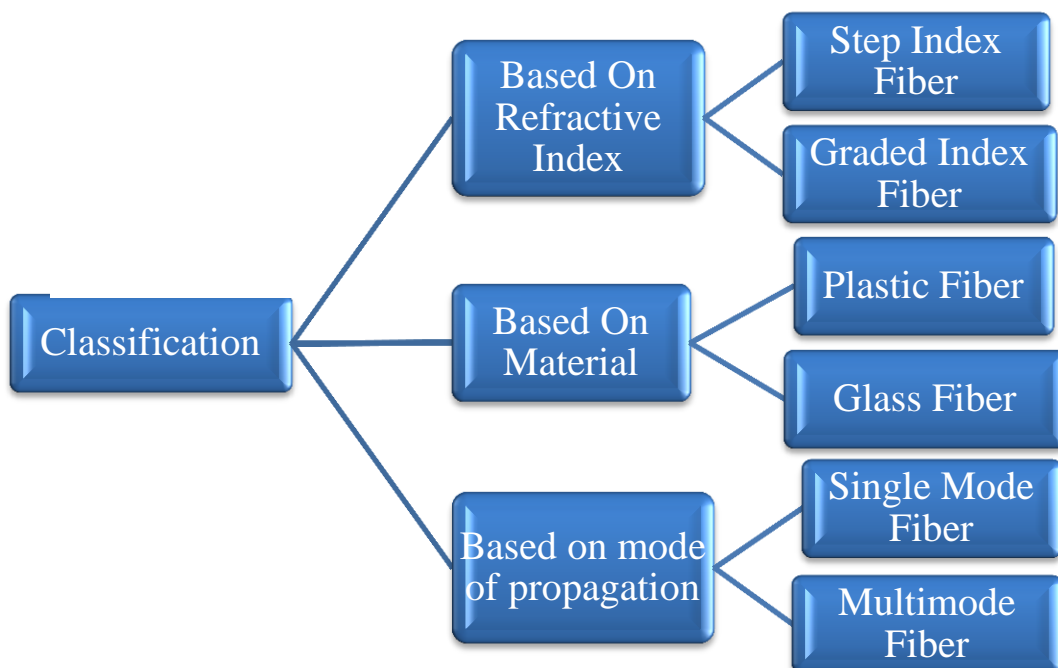 Classification
Based On
Refractive
Index
Step Index
Fiber
Graded Index
Fiber
Based On
Material
Plastic Fiber
Glass Fiber
Based on mode
of propagation
Single Mode
Fiber
Multimode
Fiber